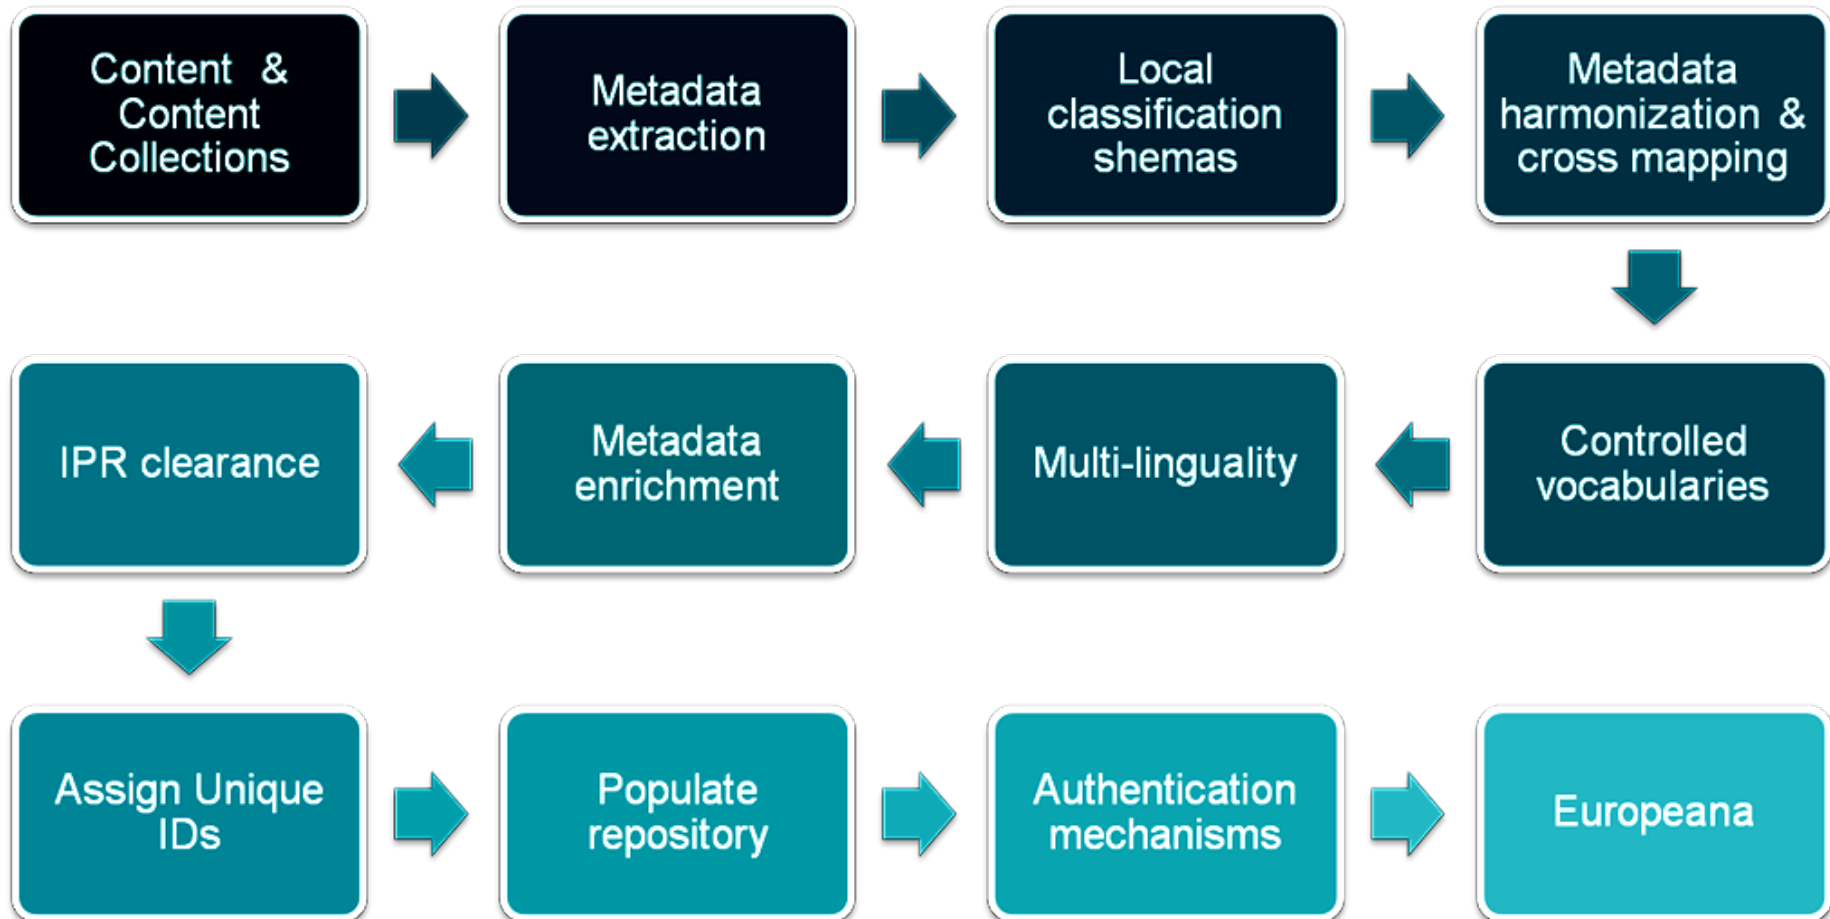 Content &
Content
Collections
Metadata
extraction
Local
classification
shemas
Metadata
harmonization &
cross mapping
Controlled
vocabularies
Multi-linguality
Metadata
enrichment
IPR clearance
Assign Unique
IDs
Populate
repository
Authentication
mechanisms
Europeana